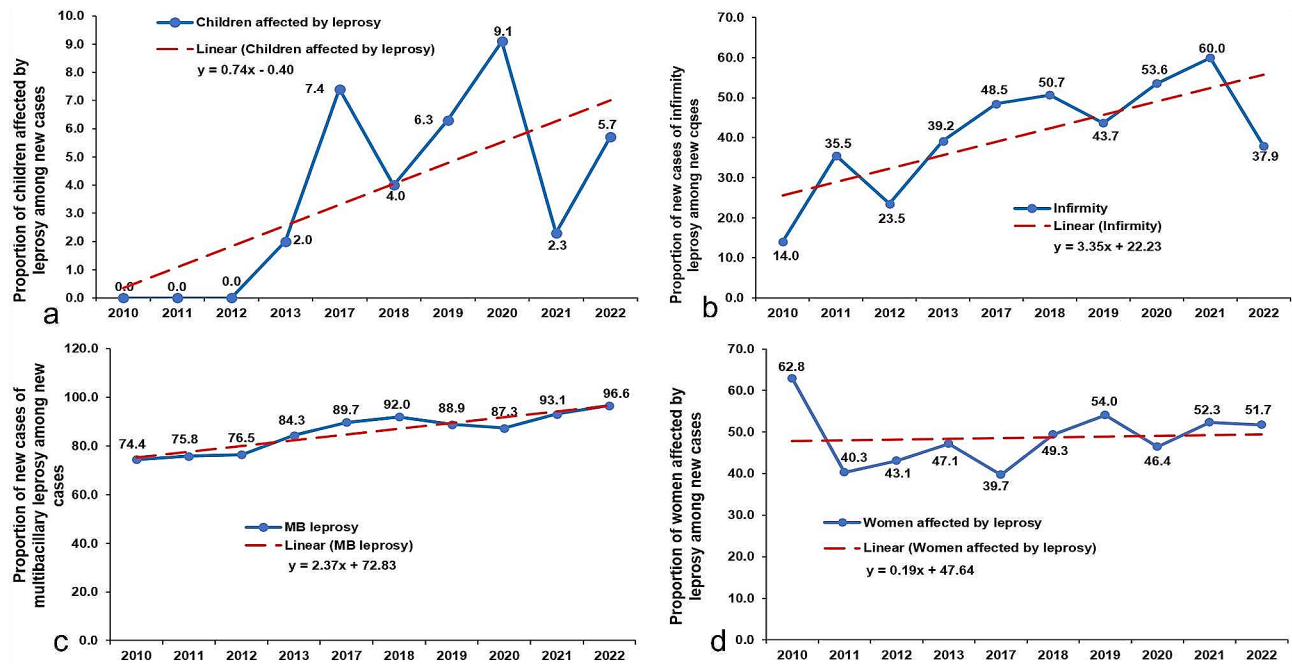 Proportion of children affected by
leprosy among new cases
10.0
9.0
8.0
7.0
6.0
5.0
4.0
3.0
2.0
1.0
0.0
Children affected by leprosy
Linear (Children affected by leprosy)
y = 0.74x - 0.40
0.0
0.0
0.0
2.0
7.4
4.0
6.3
9.1
2.3
5.7
2010 2011 2012 2013 2017 2018 2019 2020 2021 2022
a
Proportion of new cases of infirmity
leprosy among new cqses
70.0
60.0
50.0
40.0
30.0
20.0
10.0
0.0
14.0
35.5
23.5
39.2
48.5
50.7
43.7
53.6
60.0
37.9
Infirmity
Linear (Infirmity)
y = 3.35x + 22.23
2010 2011 2012 2013 2017 2018 2019 2020 2021 2022
b
Proportion of new cases of
multibacillary leprosy among new
cases
120.0
100.0
80.0
60.0
40.0
20.0
0.0
74.4
75.8
76.5
84.3
89.7
92.0
88.9
87.3
93.1
96.6
MB leprosy
Linear (MB leprosy)
y = 2.37x + 72.83
2010 2011 2012 2013 2017 2018 2019 2020 2021 2022
c
Proportion of women affected by
leprosy among new cases
70.0
60.0
50.0
40.0
30.0
20.0
10.0
0.0
62.8
40.3
43.1
47.1
39.7
49.3
54.0
46.4
52.3
51.7
Women affected by leprosy
Linear (Women affected by leprosy)
y = 0.19x + 47.64
2010 2011 2012 2013 2017 2018 2019 2020 2021 2022
d